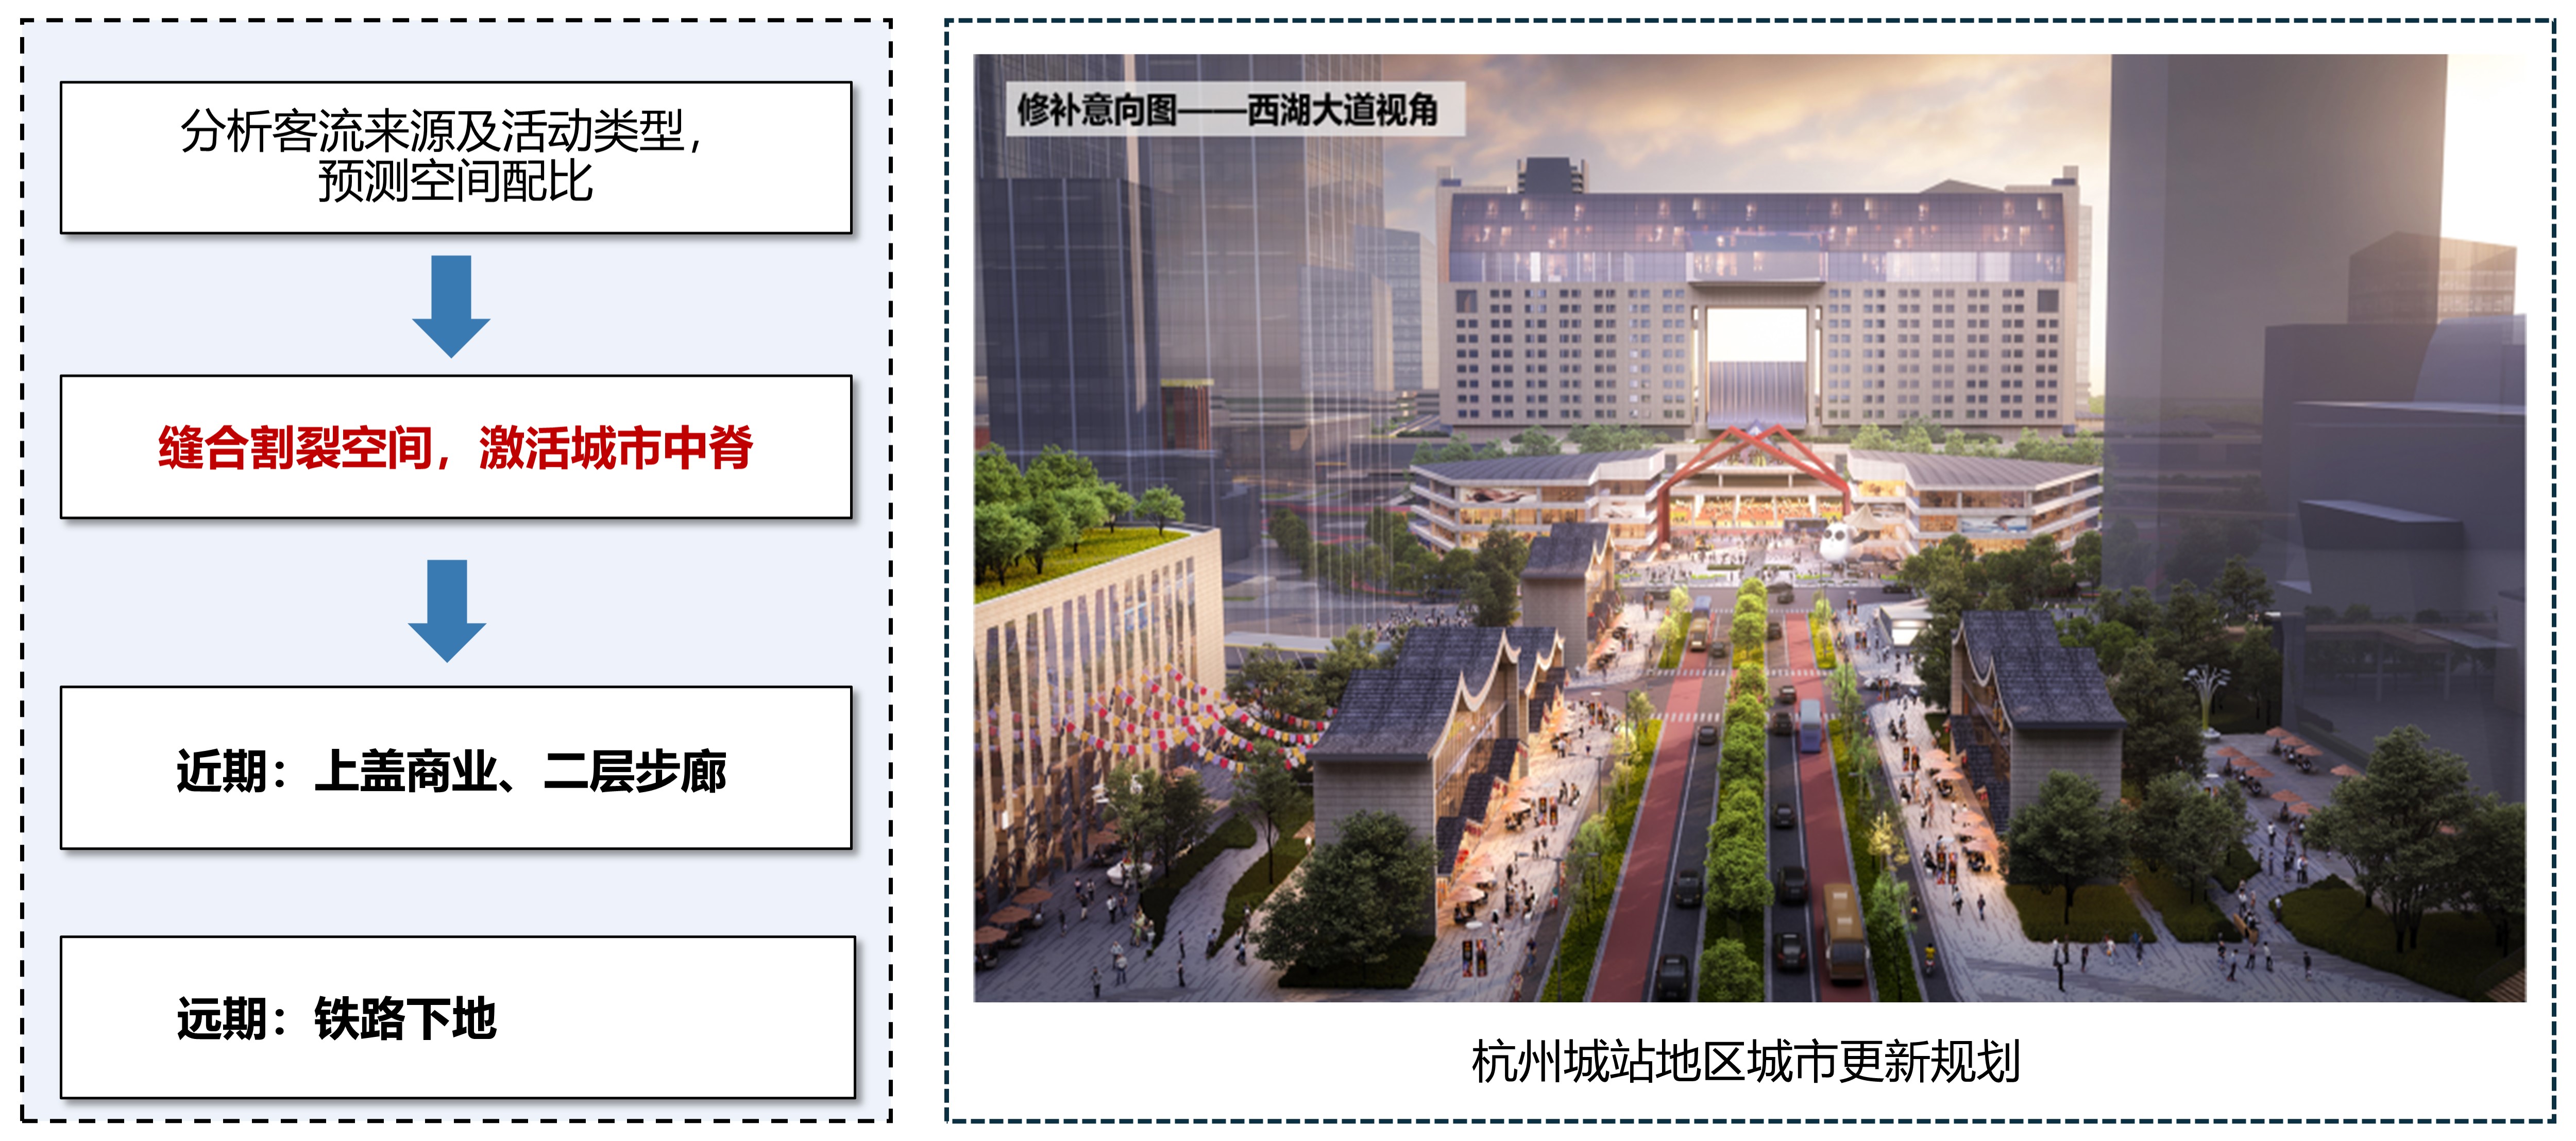 分析客流来源及活动类型，
预测空间配比
缝合割裂空间，激活城市中脊
近期：上盖商业、二层步廊
远期：铁路下地
修补意向图——西湖大道视角
杭州城站地区城市更新规划